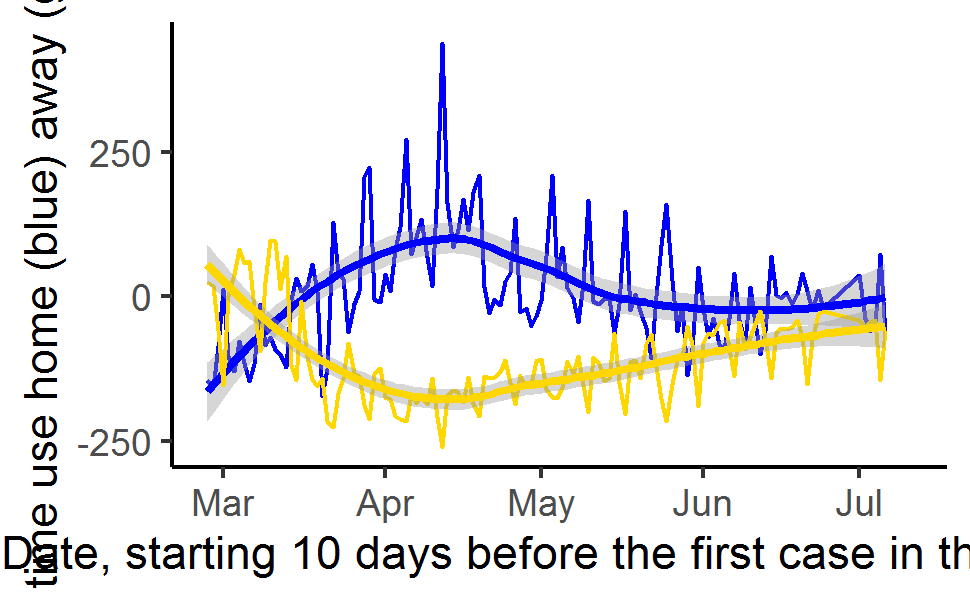 time use home (blue) away (
250
0
-250
Mar Apr May Jun Jul
Date, starting 10 days before the first case in th